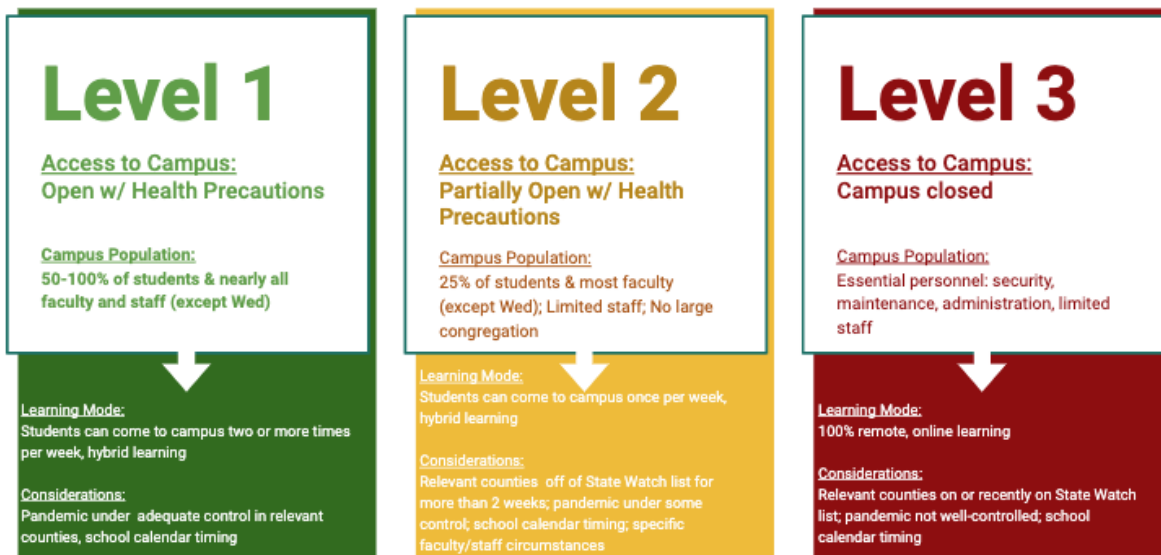 Level 1
Access to Campus:
Open w/ Health Precautions
Campus Population:
50-100% of students & nearly all
faculty and staff (except Wed)
Learning Mode:
Students can come to campus two or more times
per week, hybrid learning
Considerations:
Pandemic under adequate control in relevant
counties, school calendar timing
Level 2
Access to Campus:
Partially Open w/ Health
Precautions
Campus Population:
25% of students & most faculty
(except Wed); Limited staff; No large
congregation
Learning Mode:
Students can come to campus once per week,
hybrid learning
Considerations:
Relevant counties off of State Watch list for
more than 2 weeks; pandemic under some
control; school calendar timing; specific
faculty/staff circumstances
Level 3
Access to Campus:
Campus closed
Campus Population:
Essential personnel: security,
maintenance, administration, limited
staff
Learning Mode:
100% remote, online learning
Considerations:
Relevant counties on or recently on State Watch
list; pandemic not well-controlled; school
calendar timing